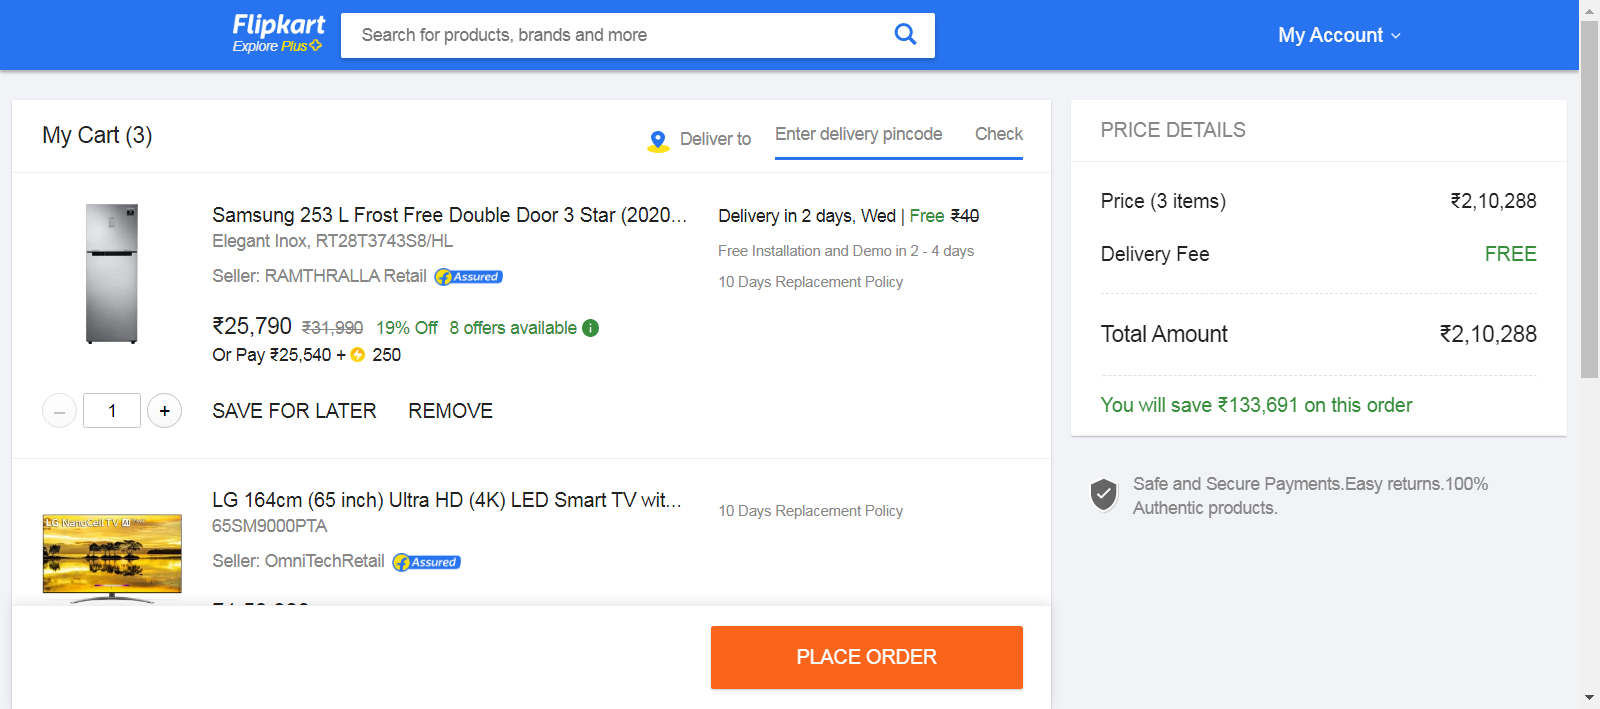 Flipkart
Explore Plus
Search for products, brands and more
My Account
My Cart (3)
Deliver to
Enter delivery pincode
Check
Samsung 253 L Frost Free Double Door 3 Star (2020...
Elegant Inox, RT28T3743S8/HL
Seller: RAMTHRALLA Retail
Assured
₹25,790 ₹31,990 19% Off 8 offers available
Or Pay ₹25,540 + 250
Delivery in 2 days, Wed | Free ₹40
Free Installation and Demo in 2 - 4 days
10 Days Replacement Policy
1
SAVE FOR LATER
REMOVE
LG 164cm (65 inch) Ultra HD (4K) LED Smart TV wit...
65SM9000PTA
Seller: OmniTechRetail
Assured
10 Days Replacement Policy
LG NanoCell TV AI
PLACE ORDER
PRICE DETAILS
Price (3 items) ₹2,10,288
Delivery Fee FREE
Total Amount ₹2,10,288
You will save ₹133,691 on this order
Safe and Secure Payments.Easy returns.100%
Authentic products.